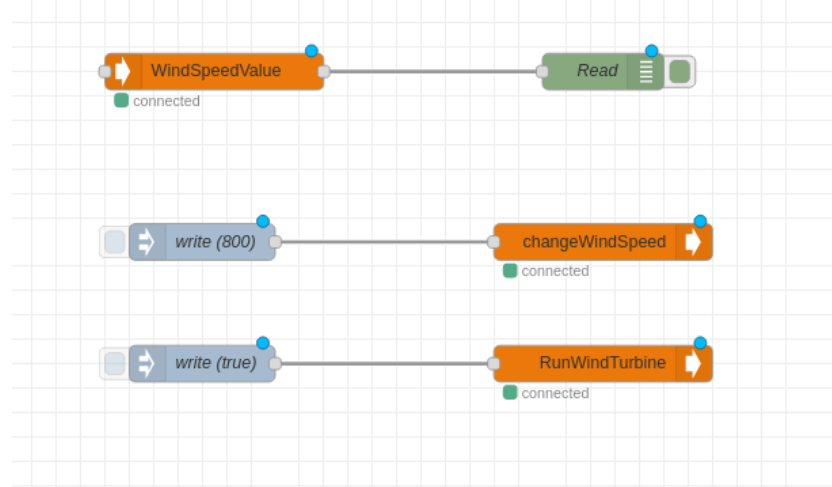 WindSpeedValue
Read
connected
write (800)
changeWindSpeed
connected
write (true)
RunWindTurbine
connected